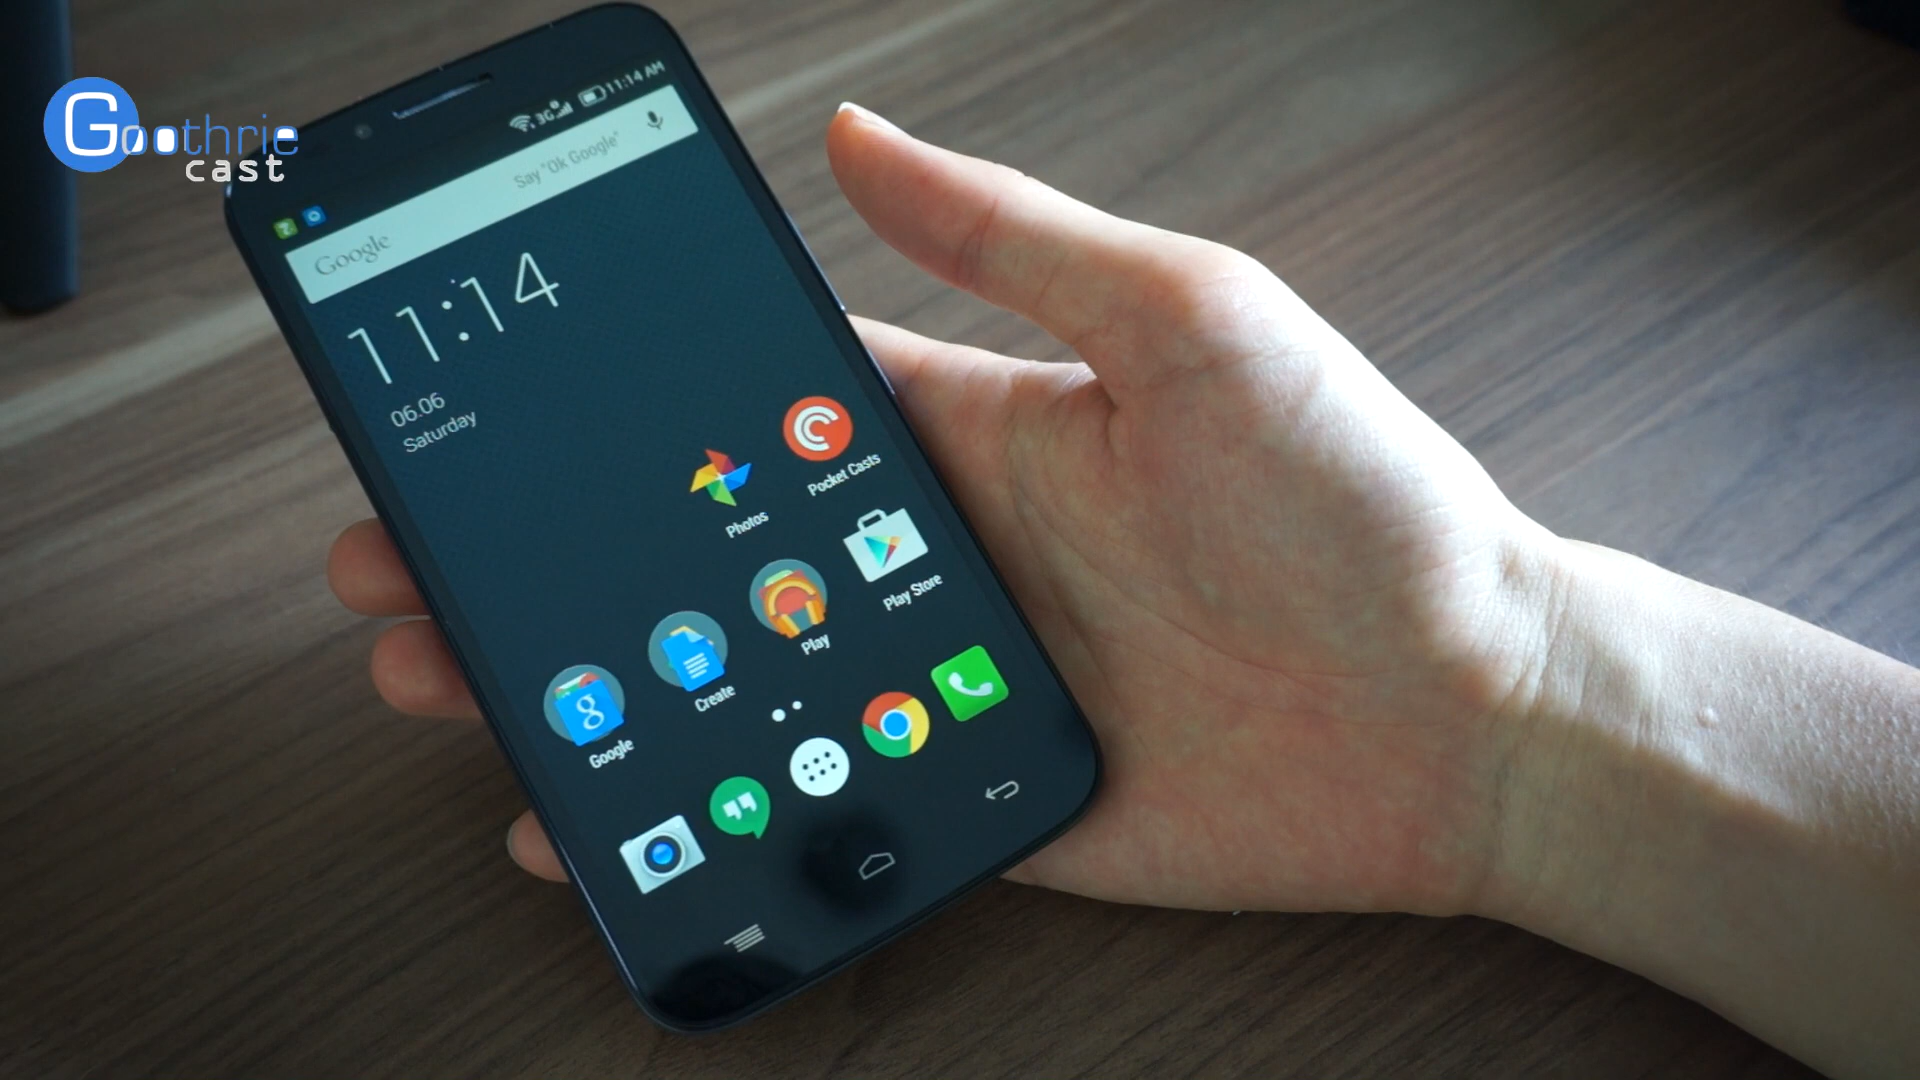 Goothrie
cast
3G 11:14 AM
Google Say "Ok Google"
11:14
06.06
Saturday
Photos
Pocket Casts
Google
Create
Play
Play Store
g